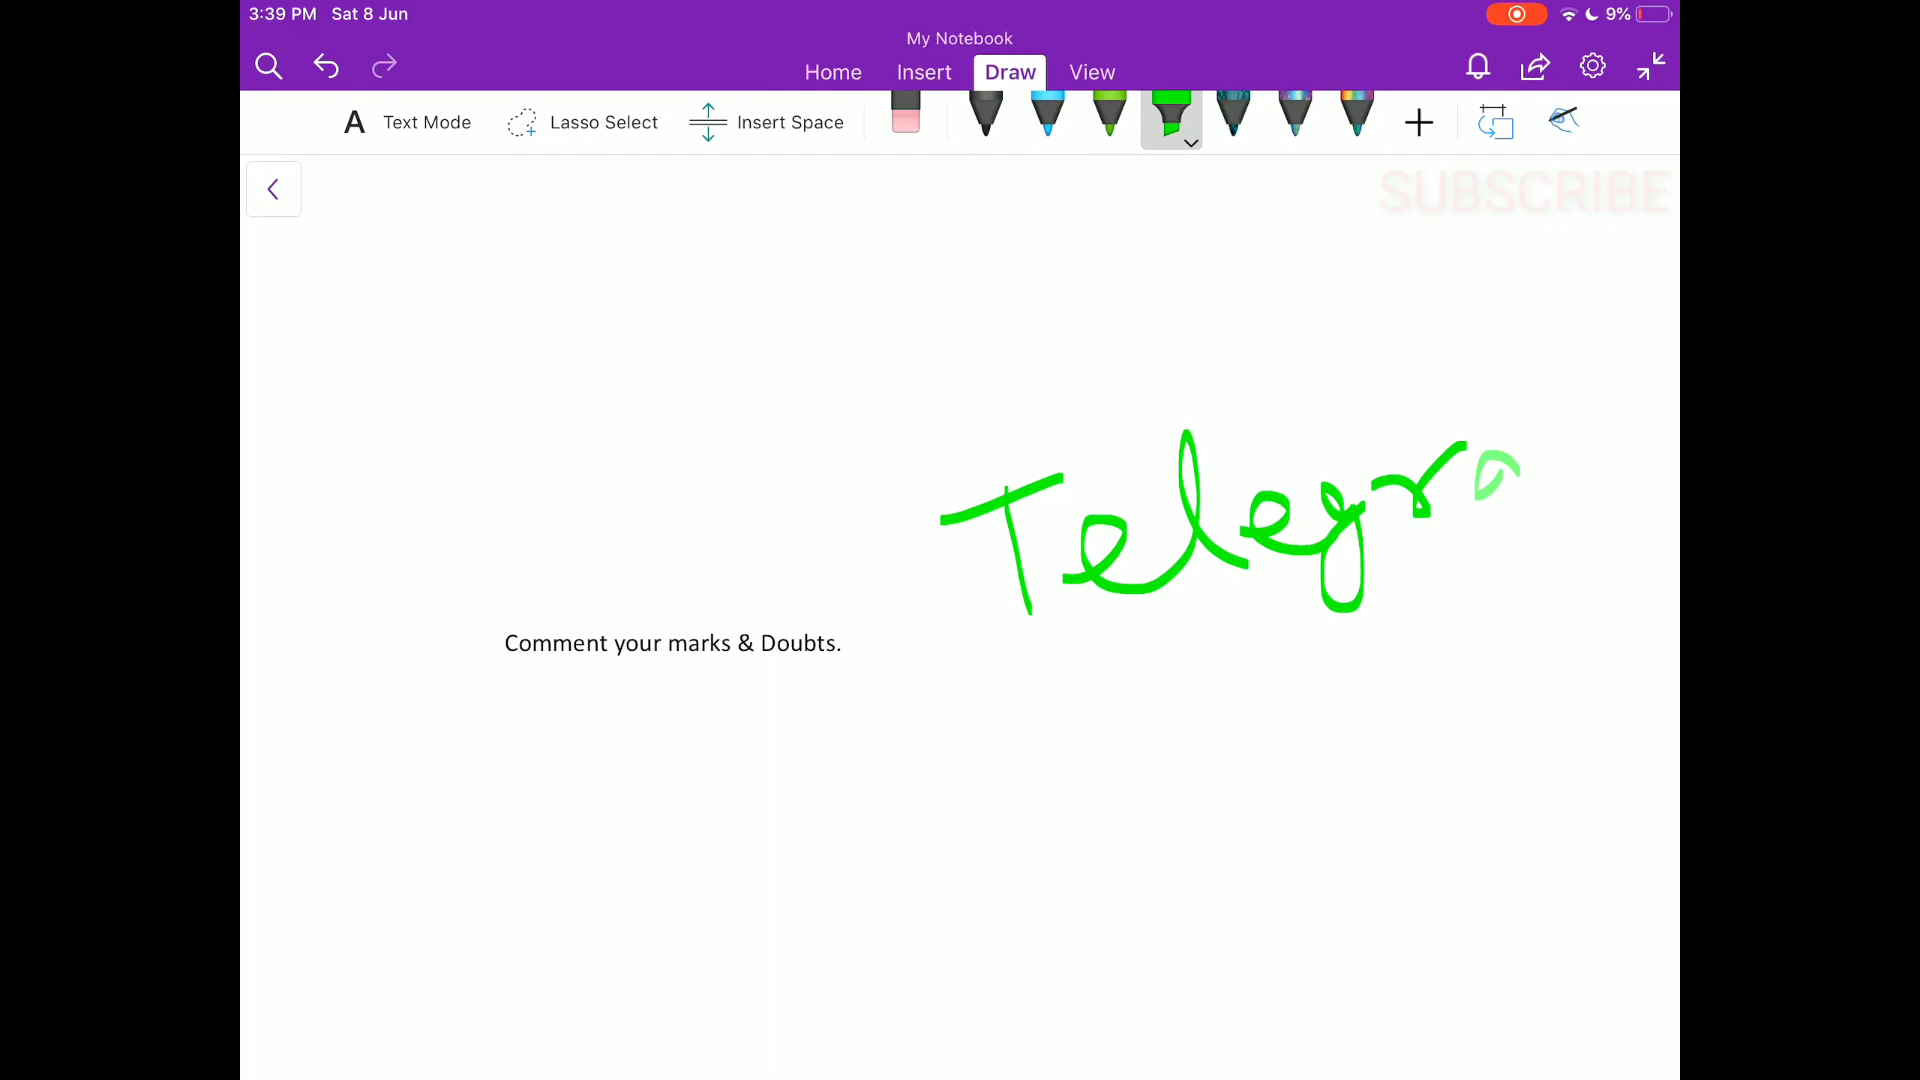 3:39 PM Sat 8 Jun 9%
My Notebook
Home Insert Draw View
A Text Mode Lasso Select Insert Space
SUBSCRIBE
Telegra
Comment your marks & Doubts.